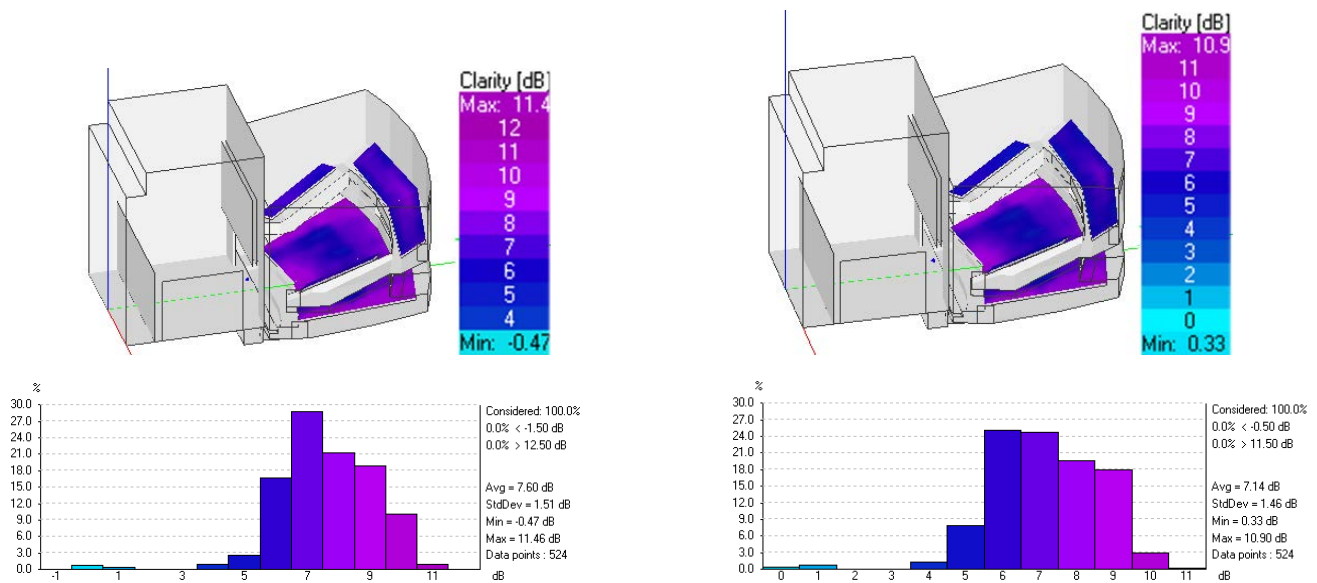 Clarity [dB]
Max: 11.4
12
11
10
9
8
7
6
5
4
Min: -0.47
Clarity [dB]
Max: 10.9
11
10
9
8
7
6
5
4
3
2
1
0
Min: 0.33
%
30.0
27.0
24.0
21.0
18.0
15.0
12.0
9.0
6.0
3.0
0.0
-1 1 3 5 7 9 11 dB
Considered: 100.0%
0.0% < -1.50 dB
0.0% > 12.50 dB
Avg = 7.60 dB
StdDev = 1.51 dB
Min = -0.47 dB
Max = 11.46 dB
Data points : 524
%
30.0
27.0
24.0
21.0
18.0
15.0
12.0
9.0
6.0
3.0
0.0
0 1 2 3 4 5 6 7 8 9 10 11 dB
Considered: 100.0%
0.0% < -0.50 dB
0.0% > 11.50 dB
Avg = 7.14 dB
StdDev = 1.46 dB
Min = 0.33 dB
Max = 10.90 dB
Data points : 524